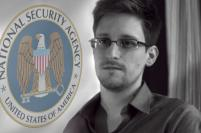 NATIONAL SECURITY AGENCY
UNITED STATES OF AMERICA